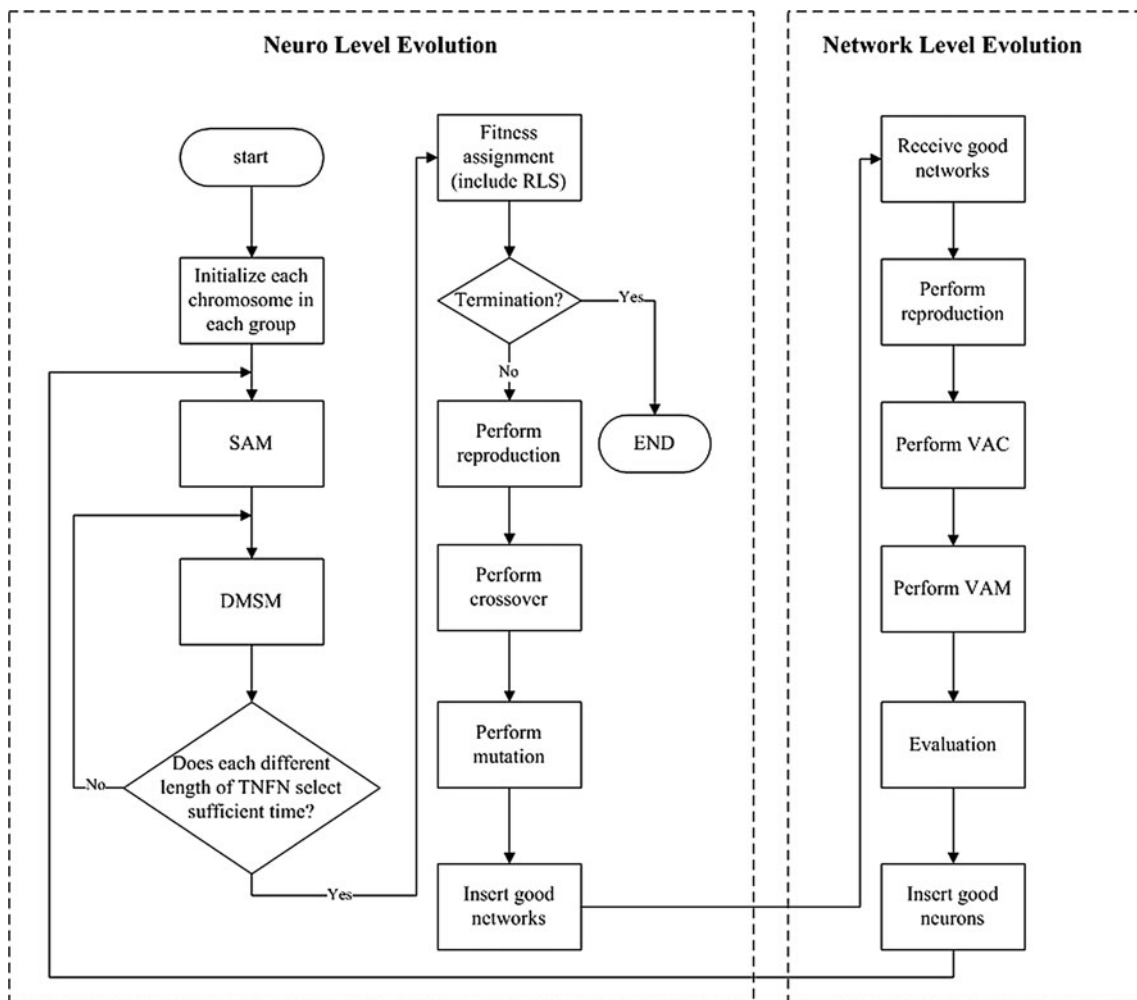 Neuro Level Evolution
start
Initialize each
chromosome in
each group
SAM
DMSM
Does each different
length of TNFN select
sufficient time?
No
Yes
Fitness
assignment
(include RLS)
Termination?
Yes
No
END
Perform
reproduction
Perform
crossover
Perform
mutation
Insert good
networks
Network Level Evolution
Receive good
networks
Perform
reproduction
Perform VAC
Perform VAM
Evaluation
Insert good
neurons